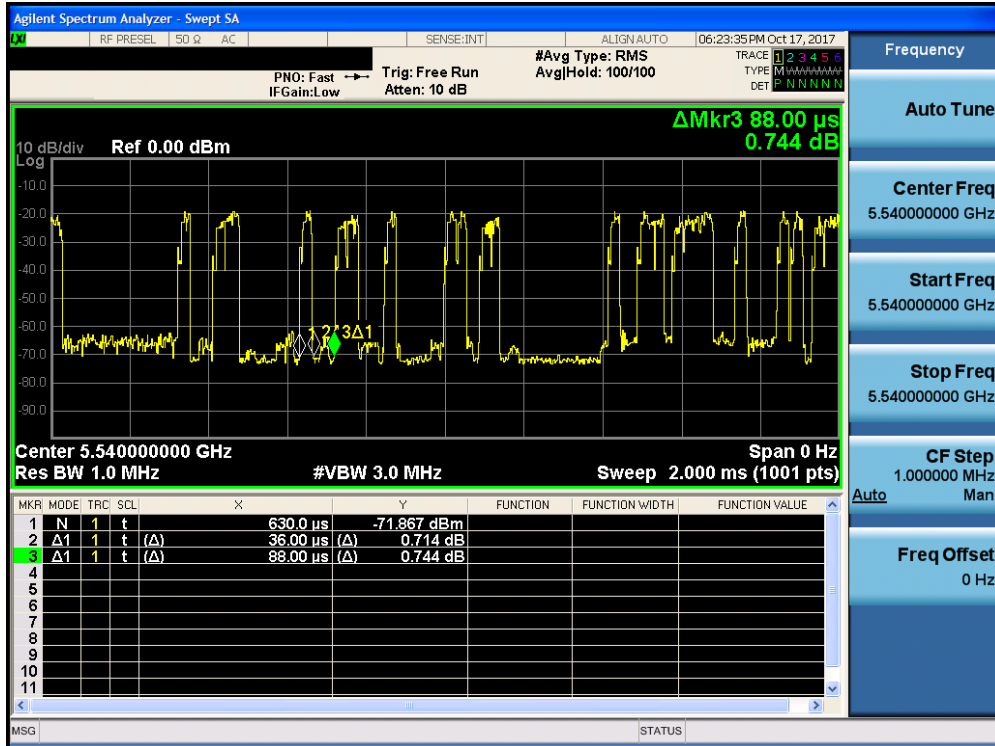 Agilent Spectrum Analyzer - Swept SA
LXI RF PRESEL 50 Ω AC SENSE:INT ALIGN AUTO 06:23:35 PM Oct 17, 2017
Frequency
#Avg Type: RMS TRACE 1 2 3 4 5 6
PNO: Fast Trig: Free Run Avg|Hold: 100/100 TYPE M WWWWW
IFGain:Low Atten: 10 dB DET P N N N N N
Auto Tune
ΔMkr3 88.00 µs
0.744 dB
10 dB/div Ref 0.00 dBm
Log
-10.0
-20.0
-30.0
-40.0
-50.0
-60.0
-70.0
-80.0
-90.0
1 2 3Δ1
Center Freq
5.540000000 GHz
Start Freq
5.540000000 GHz
Stop Freq
5.540000000 GHz
Center 5.540000000 GHz Span 0 Hz
Res BW 1.0 MHz #VBW 3.0 MHz Sweep 2.000 ms (1001 pts)
CF Step
1.000000 MHz
Auto Man
MKR MODE TRC SCL X Y FUNCTION FUNCTION WIDTH FUNCTION VALUE
1 N 1 t 630.0 µs -71.867 dBm
2 Δ1 1 t (Δ) 36.00 µs (Δ) 0.714 dB
3 Δ1 1 t (Δ) 88.00 µs (Δ) 0.744 dB
4
5
6
7
8
9
10
11
Freq Offset
0 Hz
MSG STATUS